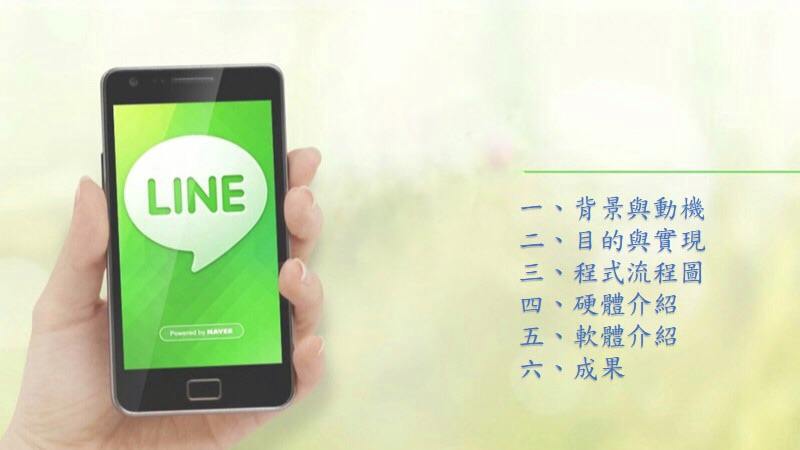 LINE
Powered by NAVER
一、背景與動機
二、目的與實現
三、程式流程圖
四、硬體介紹
五、軟體介紹
六、成果